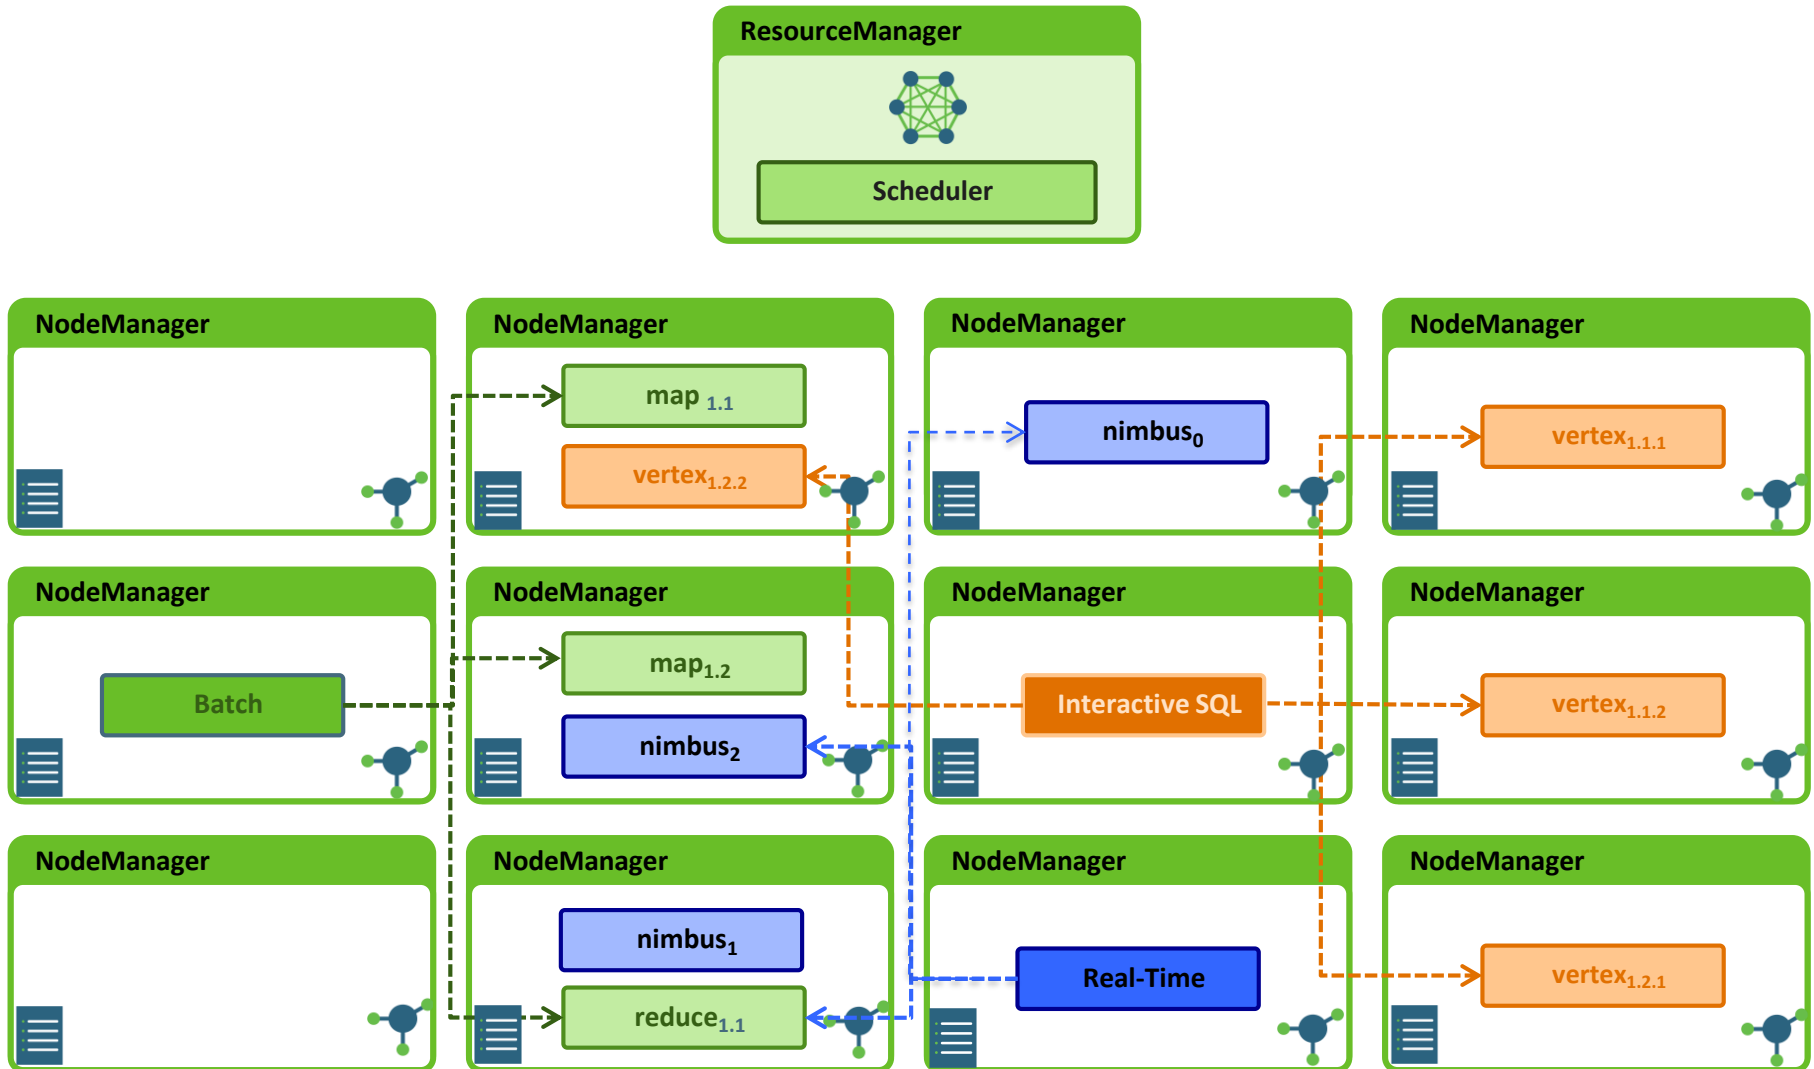 ResourceManager
Scheduler
NodeManager
NodeManager
NodeManager
NodeManager
map 1.1
vertex1.2.2
nimbus0
vertex1.1.1
NodeManager
NodeManager
NodeManager
NodeManager
Batch
map1.2
nimbus2
Interactive SQL
vertex1.1.2
NodeManager
NodeManager
NodeManager
NodeManager
nimbus1
reduce1.1
Real-Time
vertex1.2.1